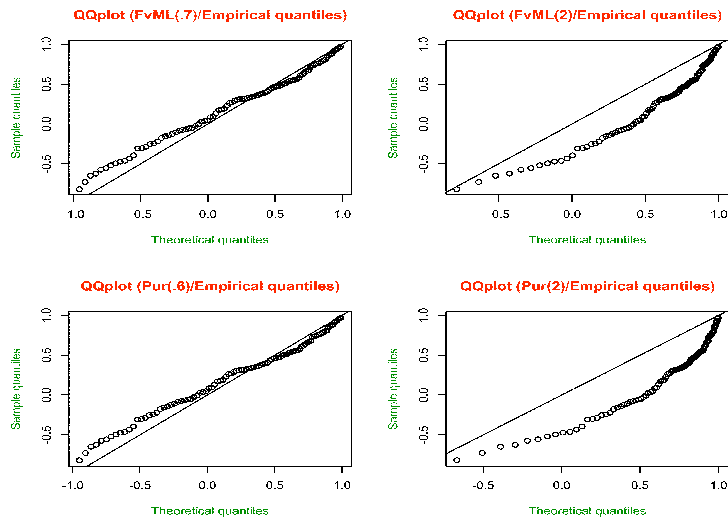 QQplot (FvML(.7)/Empirical quantiles)
1.0
0.5
0.0
-0.5
Sample quantiles
1.0
0.5
0.0
0.5
1.0
Theoretical quantiles
QQplot (FvML(2)/Empirical quantiles)
1.0
0.5
0.0
-0.5
Sample quantiles
0.5
0.0
0.5
1.0
Theoretical quantiles
QQplot (Pur(.6)/Empirical quantiles)
1.0
0.5
0.0
-0.5
Sample quantiles
-1.0
-0.5
0.0
0.5
1.0
Theoretical quantiles
QQplot (Pur(2)/Empirical quantiles)
1.0
0.5
0.0
-0.5
Sample quantiles
-0.5
0.0
0.5
1.0
Theoretical quantiles